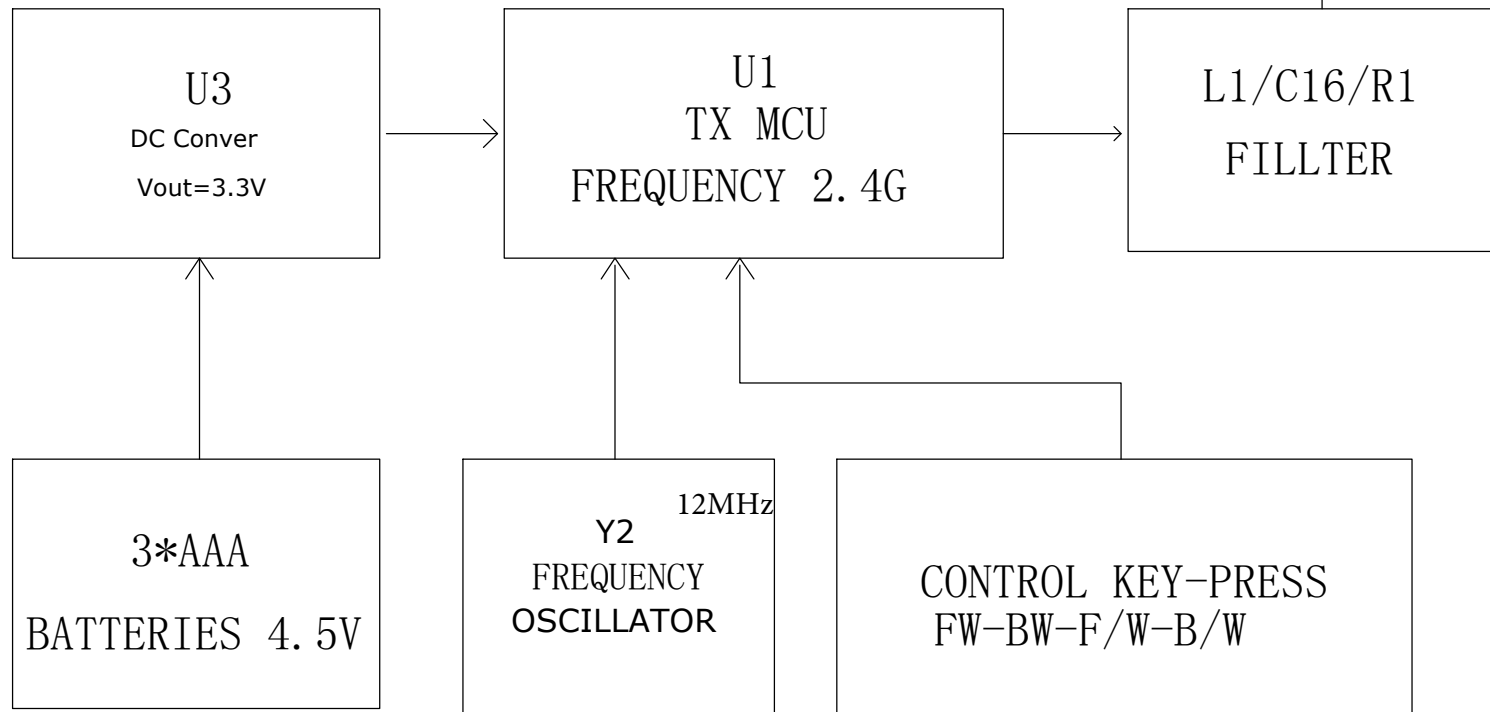 U3
DC Conver
Vout=3.3V
U1
TX MCU
FREQUENCY 2.4G
L1/C16/R1
FILLTER
3*AAA
BATTERIES 4.5V
12MHz
Y2
FREQUENCY
OSCILLATOR
CONTROL KEY-PRESS
FW-BW-F/W-B/W